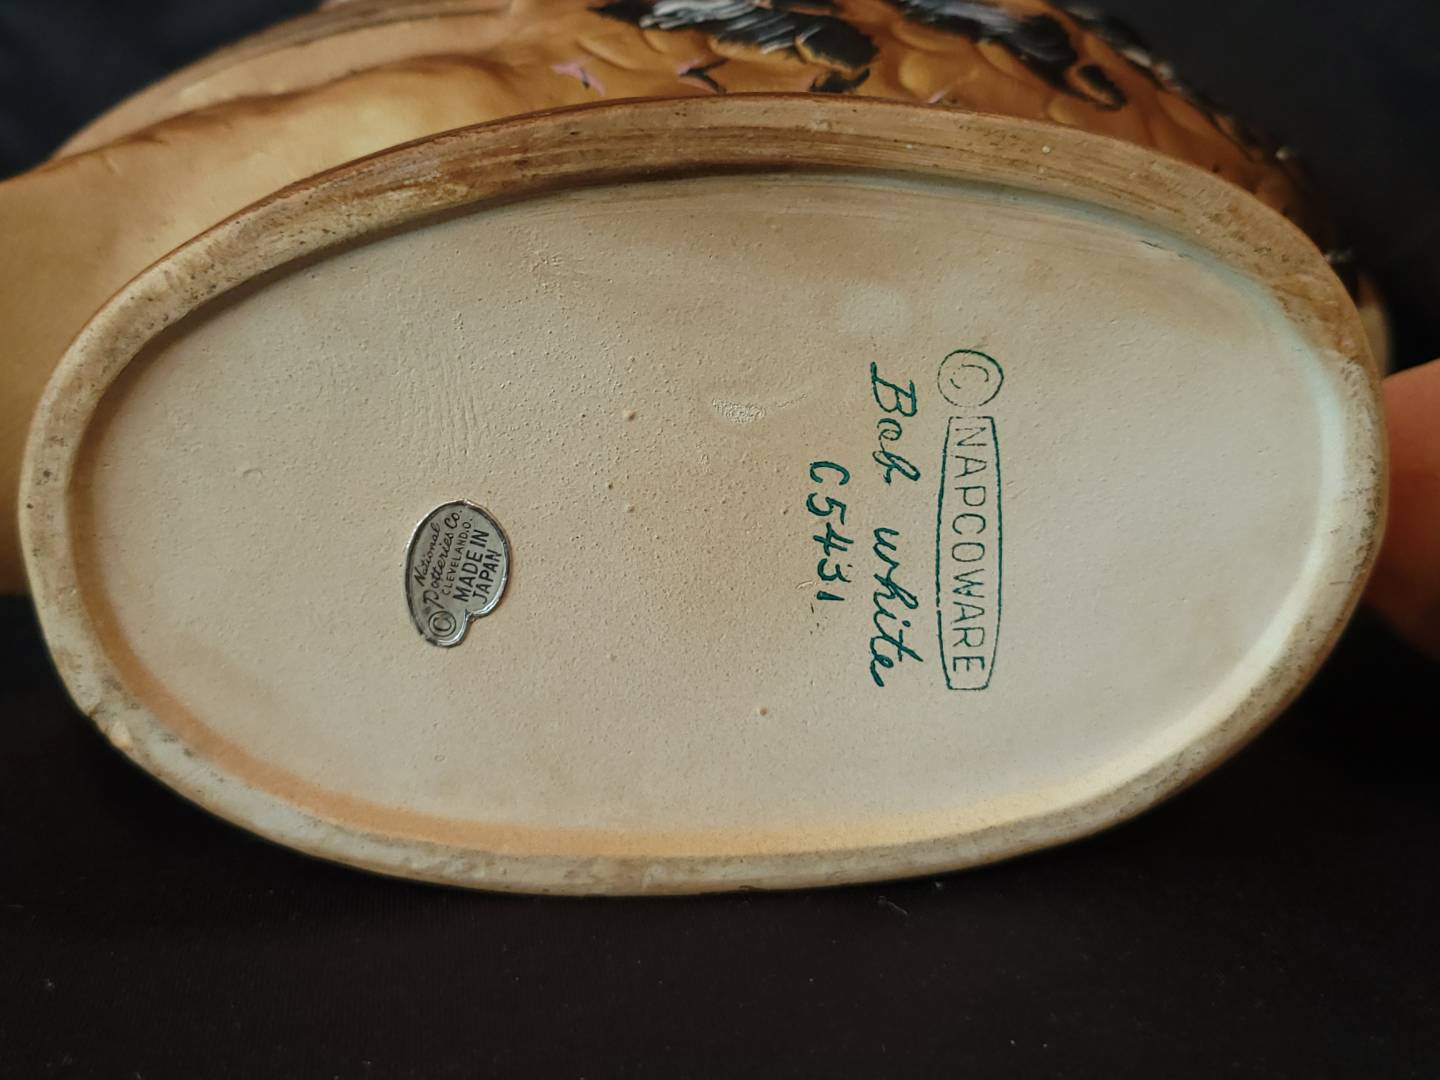 © NAPCOWARE
Bob white
C5431
National
Potteries Co.
CLEVELAND, O.
MADE IN
JAPAN
©